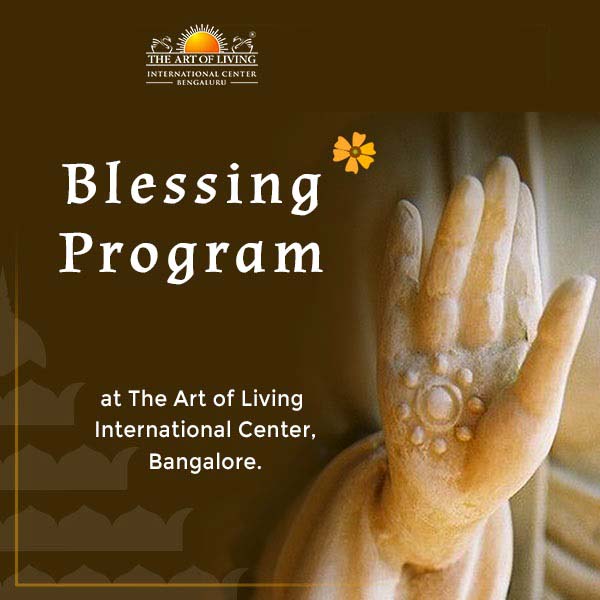 THE ART OF LIVING
INTERNATIONAL CENTER
BENGALURU
®
Blessing
Program
at The Art of Living
International Center,
Bangalore.